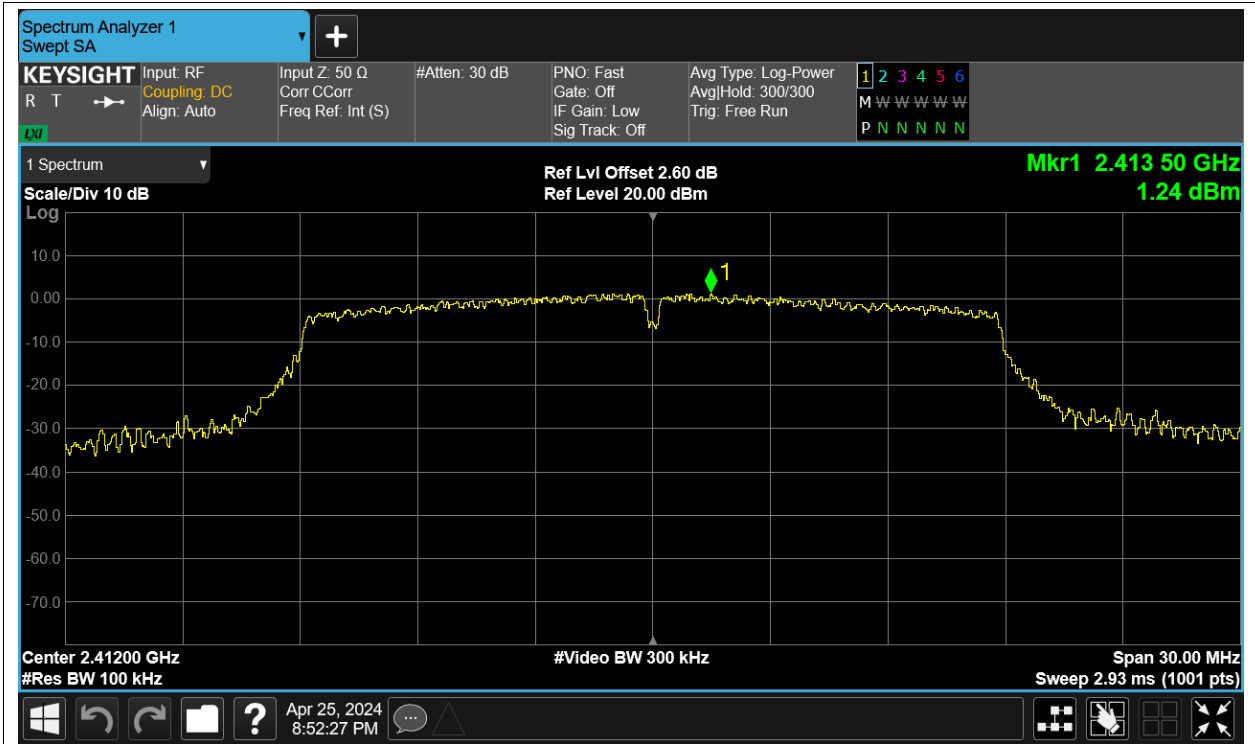 Spectrum Analyzer 1
Swept SA
KEYSIGHT
R T
LXI
Input: RF
Coupling: DC
Align: Auto
Input Z: 50 Ω
Corr CCorr
Freq Ref: Int (S)
#Atten: 30 dB
PNO: Fast
Gate: Off
IF Gain: Low
Sig Track: Off
Avg Type: Log-Power
Avg|Hold: 300/300
Trig: Free Run
1 2 3 4 5 6
M W W W W W
P N N N N N
1 Spectrum
Scale/Div 10 dB
Log
Ref Lvl Offset 2.60 dB
Ref Level 20.00 dBm
Mkr1 2.413 50 GHz
1.24 dBm
1
10.0
0.00
-10.0
-20.0
-30.0
-40.0
-50.0
-60.0
-70.0
Center 2.41200 GHz
#Res BW 100 kHz
#Video BW 300 kHz
Span 30.00 MHz
Sweep 2.93 ms (1001 pts)
?
Apr 25, 2024
8:52:27 PM